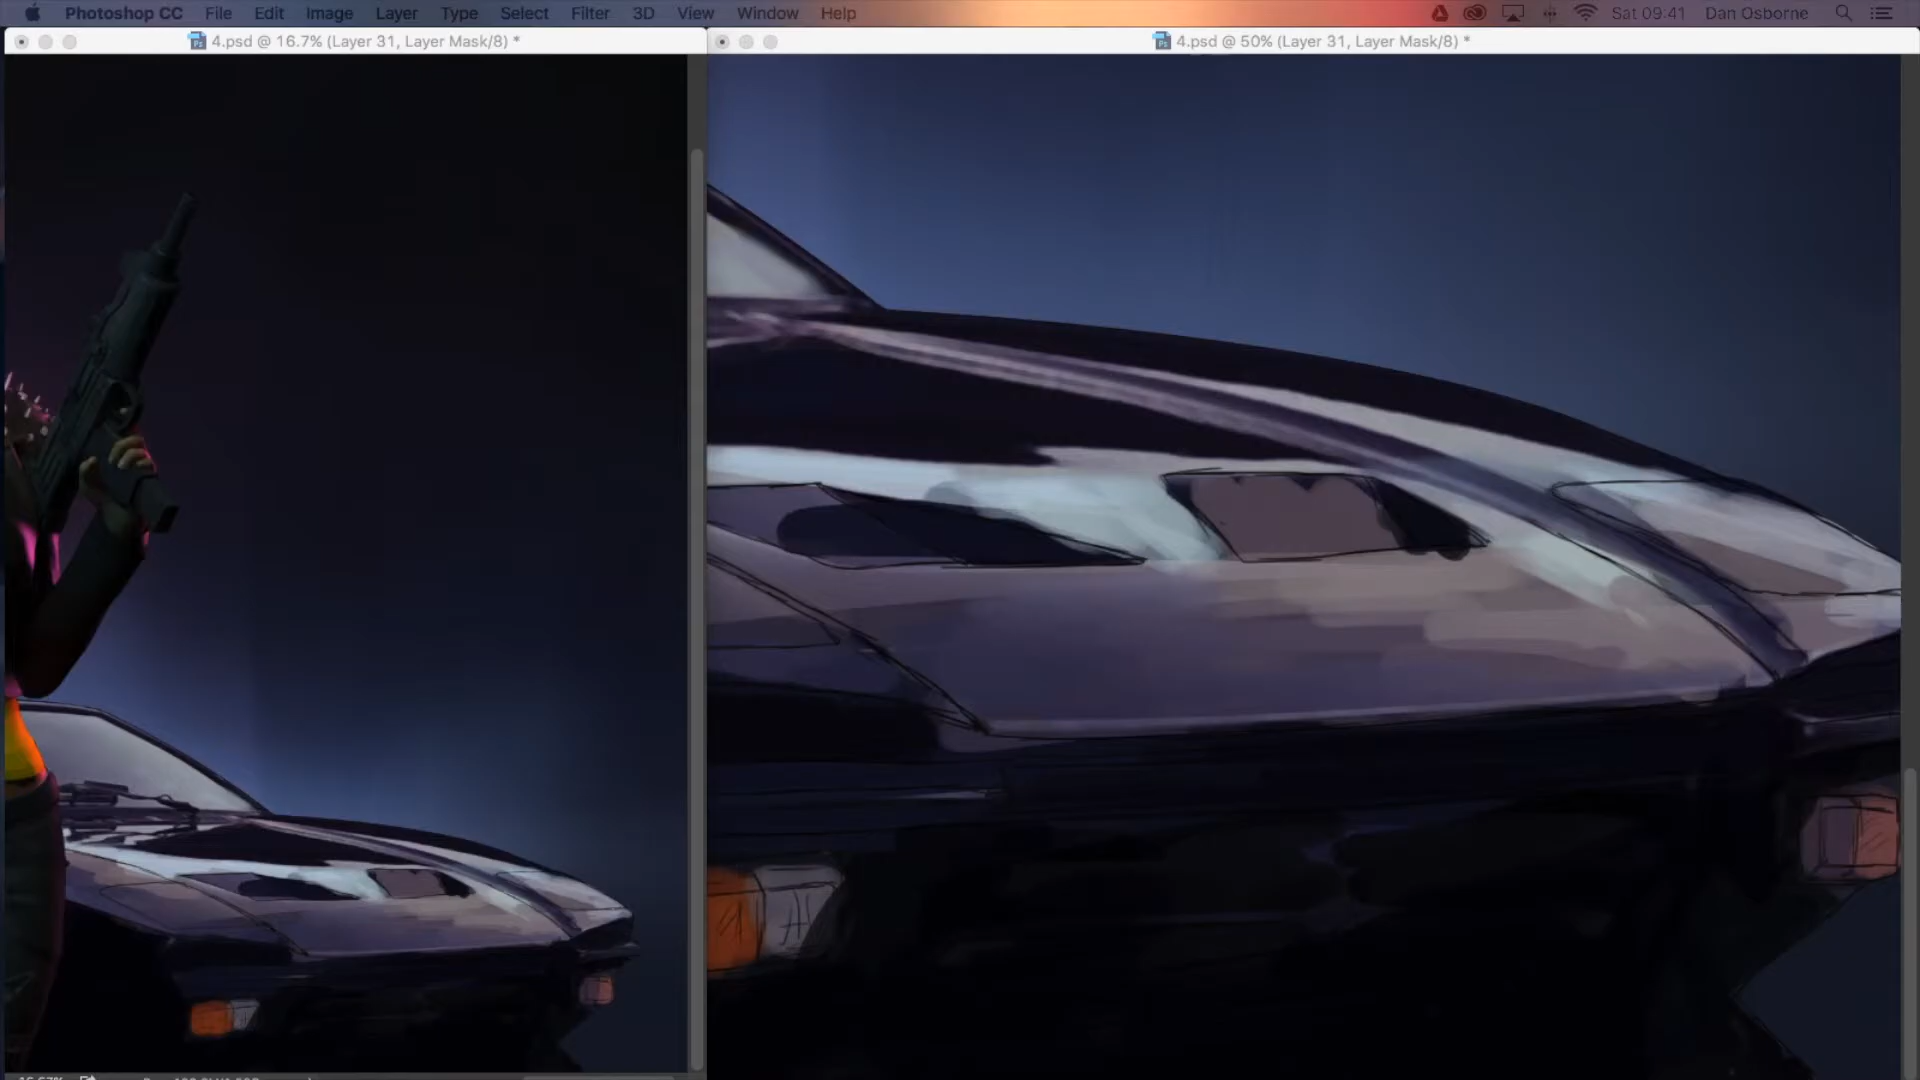 Photoshop CC File Edit Image Layer Type Select Filter 3D View Window Help Sat 09:41 Dan Osborne
4.psd @ 16.7% (Layer 31, Layer Mask/8) *
4.psd @ 50% (Layer 31, Layer Mask/8) *